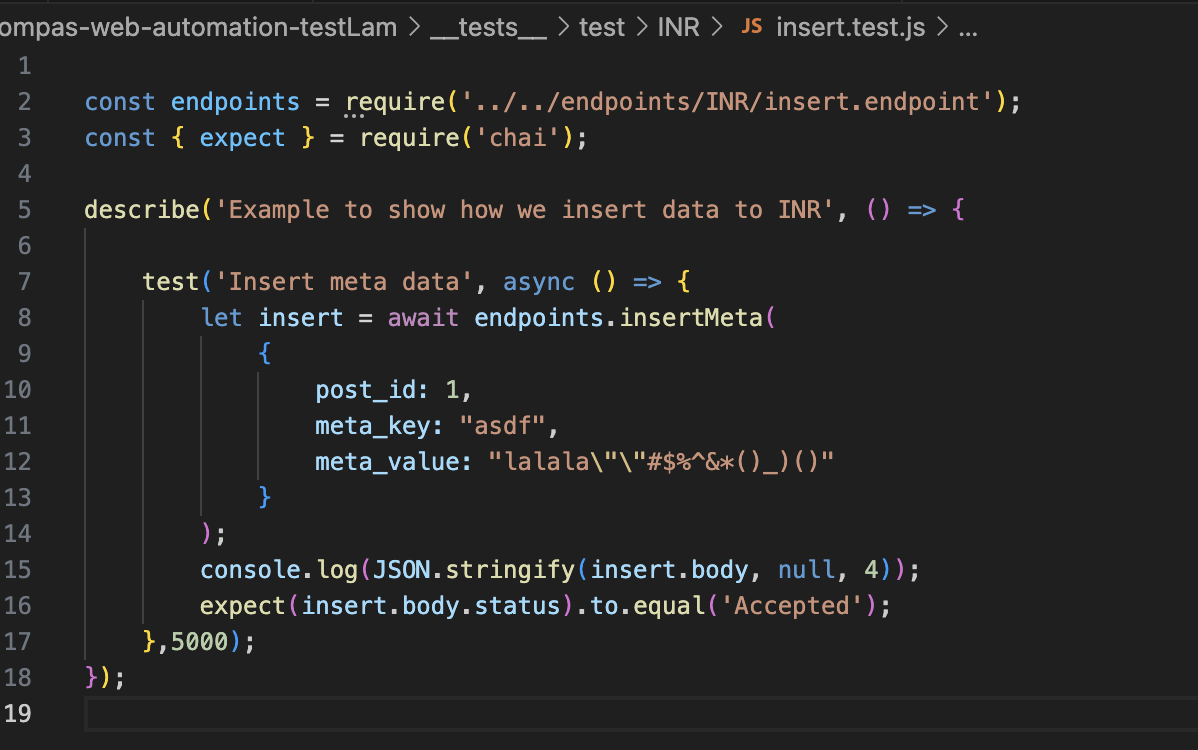 ompas-web-automation-testLam > __tests__ > test > INR > JS insert.test.js > ...
1
2 const endpoints = require('../../endpoints/INR/insert.endpoint');
3 const { expect } = require('chai');
4
5 describe('Example to show how we insert data to INR', () => {
6
7 test('Insert meta data', async () => {
8 let insert = await endpoints.insertMeta(
9 {
10 post_id: 1,
11 meta_key: "asdf",
12 meta_value: "lalala\"\"#$%^&*()_)()"
13 }
14 );
15 console.log(JSON.stringify(insert.body, null, 4));
16 expect(insert.body.status).to.equal('Accepted');
17 },5000);
18 });
19